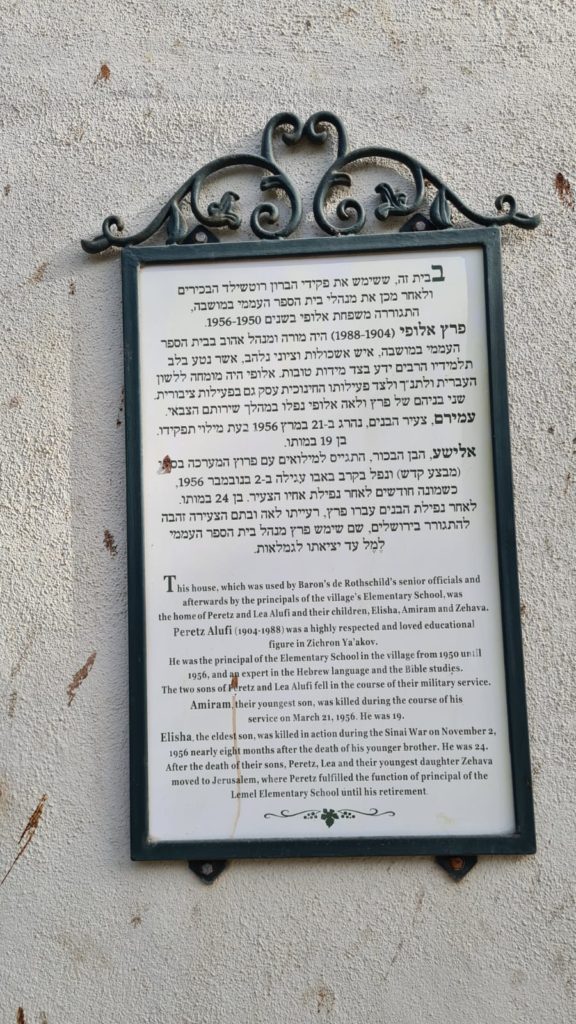 בבית זה, ששימש את פקידי הברון רוטשילד הבכירים
ולאחר מכן את מנהלי בית הספר העממי במושבה,
התגוררה משפחת אלופי בשנים 1956-1950.
פרץ אלופי (1988-1904) היה מורה ומנהל אהוב בבית הספר
העממי במושבה, איש אשכולות וציוני נלהב, אשר נטע בלב
תלמידיו הרבים ידע בצד מידות טובות. אלופי היה מומחה ללשון
העברית ולתנ״ך ולצד פעילותו החינוכית עסק גם בפעילות ציבורית.
שני בניהם של פרץ ולאה אלופי נפלו במהלך שירותם הצבאי.
עמירם, צעיר הבנים, נהרג ב-21 במרץ 1956 בעת מילוי תפקידו.
בן 19 במותו.
אלישע, הבן הבכור, התגייס למילואים עם פרוץ המערכה
(מבצע קדש) ונפל בקרב באבו עגילה ב-2 בנובמבר 1956,
כשמונה חודשים לאחר נפילת אחיו הצעיר. בן 24 במותו.
לאחר נפילת הבנים עברו פרץ, רעייתו לאה ובתם הצעירה זהבה
להתגורר בירושלים, שם שימש פרץ מנהל בית הספר העממי
לֶמֶל עד יציאתו לגמלאות.
This house, which was used by Baron's de Rothschild's senior officials and
afterwards by the principals of the village's Elementary School, was
the home of Peretz and Lea Alufi and their children, Elisha, Amiram and Zehava.
Peretz Alufi (1904-1988) was a highly respected and loved educational
figure in Zichron Ya'akov.
He was the principal of the Elementary School in the village from 1950 until
1956, and an expert in the Hebrew language and the Bible studies.
The two sons of Peretz and Lea Alufi fell in the course of their military service.
Amiram, their youngest son, was killed during the course of his
service on March 21, 1956. He was 19.
Elisha, the eldest son, was killed in action during the Sinai War on November 2,
1956 nearly eight months after the death of his younger brother. He was 24.
After the death of their sons, Peretz, Lea and their youngest daughter Zehava
moved to Jerusalem, where Peretz fulfilled the function of principal of the
Lemel Elementary School until his retirement.